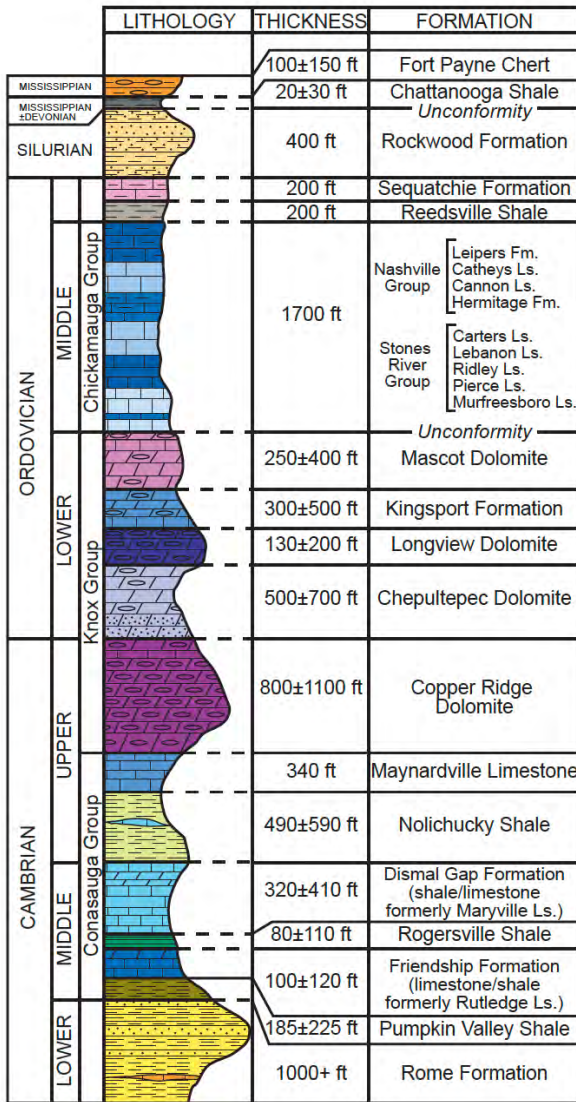 LITHOLOGY THICKNESS FORMATION
100±150 ft Fort Payne Chert
MISSISSIPPIAN
20±30 ft Chattanooga Shale
MISSISSIPPIAN
±DEVONIAN
Unconformity
SILURIAN
400 ft Rockwood Formation
200 ft Sequatchie Formation
200 ft Reedsville Shale
ORDOVICIAN
MIDDLE
Chickamauga Group
1700 ft
Nashville
Group
Leipers Fm.
Catheys Ls.
Cannon Ls.
Hermitage Fm.
Stones
River
Group
Carters Ls.
Lebanon Ls.
Ridley Ls.
Pierce Ls.
Murfreesboro Ls.
Unconformity
LOWER
Knox Group
250±400 ft Mascot Dolomite
300±500 ft Kingsport Formation
130±200 ft Longview Dolomite
500±700 ft Chepultepec Dolomite
CAMBRIAN
UPPER
800±1100 ft Copper Ridge
Dolomite
Conasauga Group
340 ft Maynardville Limestone
490±590 ft Nolichucky Shale
MIDDLE
320±410 ft Dismal Gap Formation
(shale/limestone
formerly Maryville Ls.)
80±110 ft Rogersville Shale
100±120 ft Friendship Formation
(limestone/shale
formerly Rutledge Ls.)
185±225 ft Pumpkin Valley Shale
LOWER
1000+ ft Rome Formation